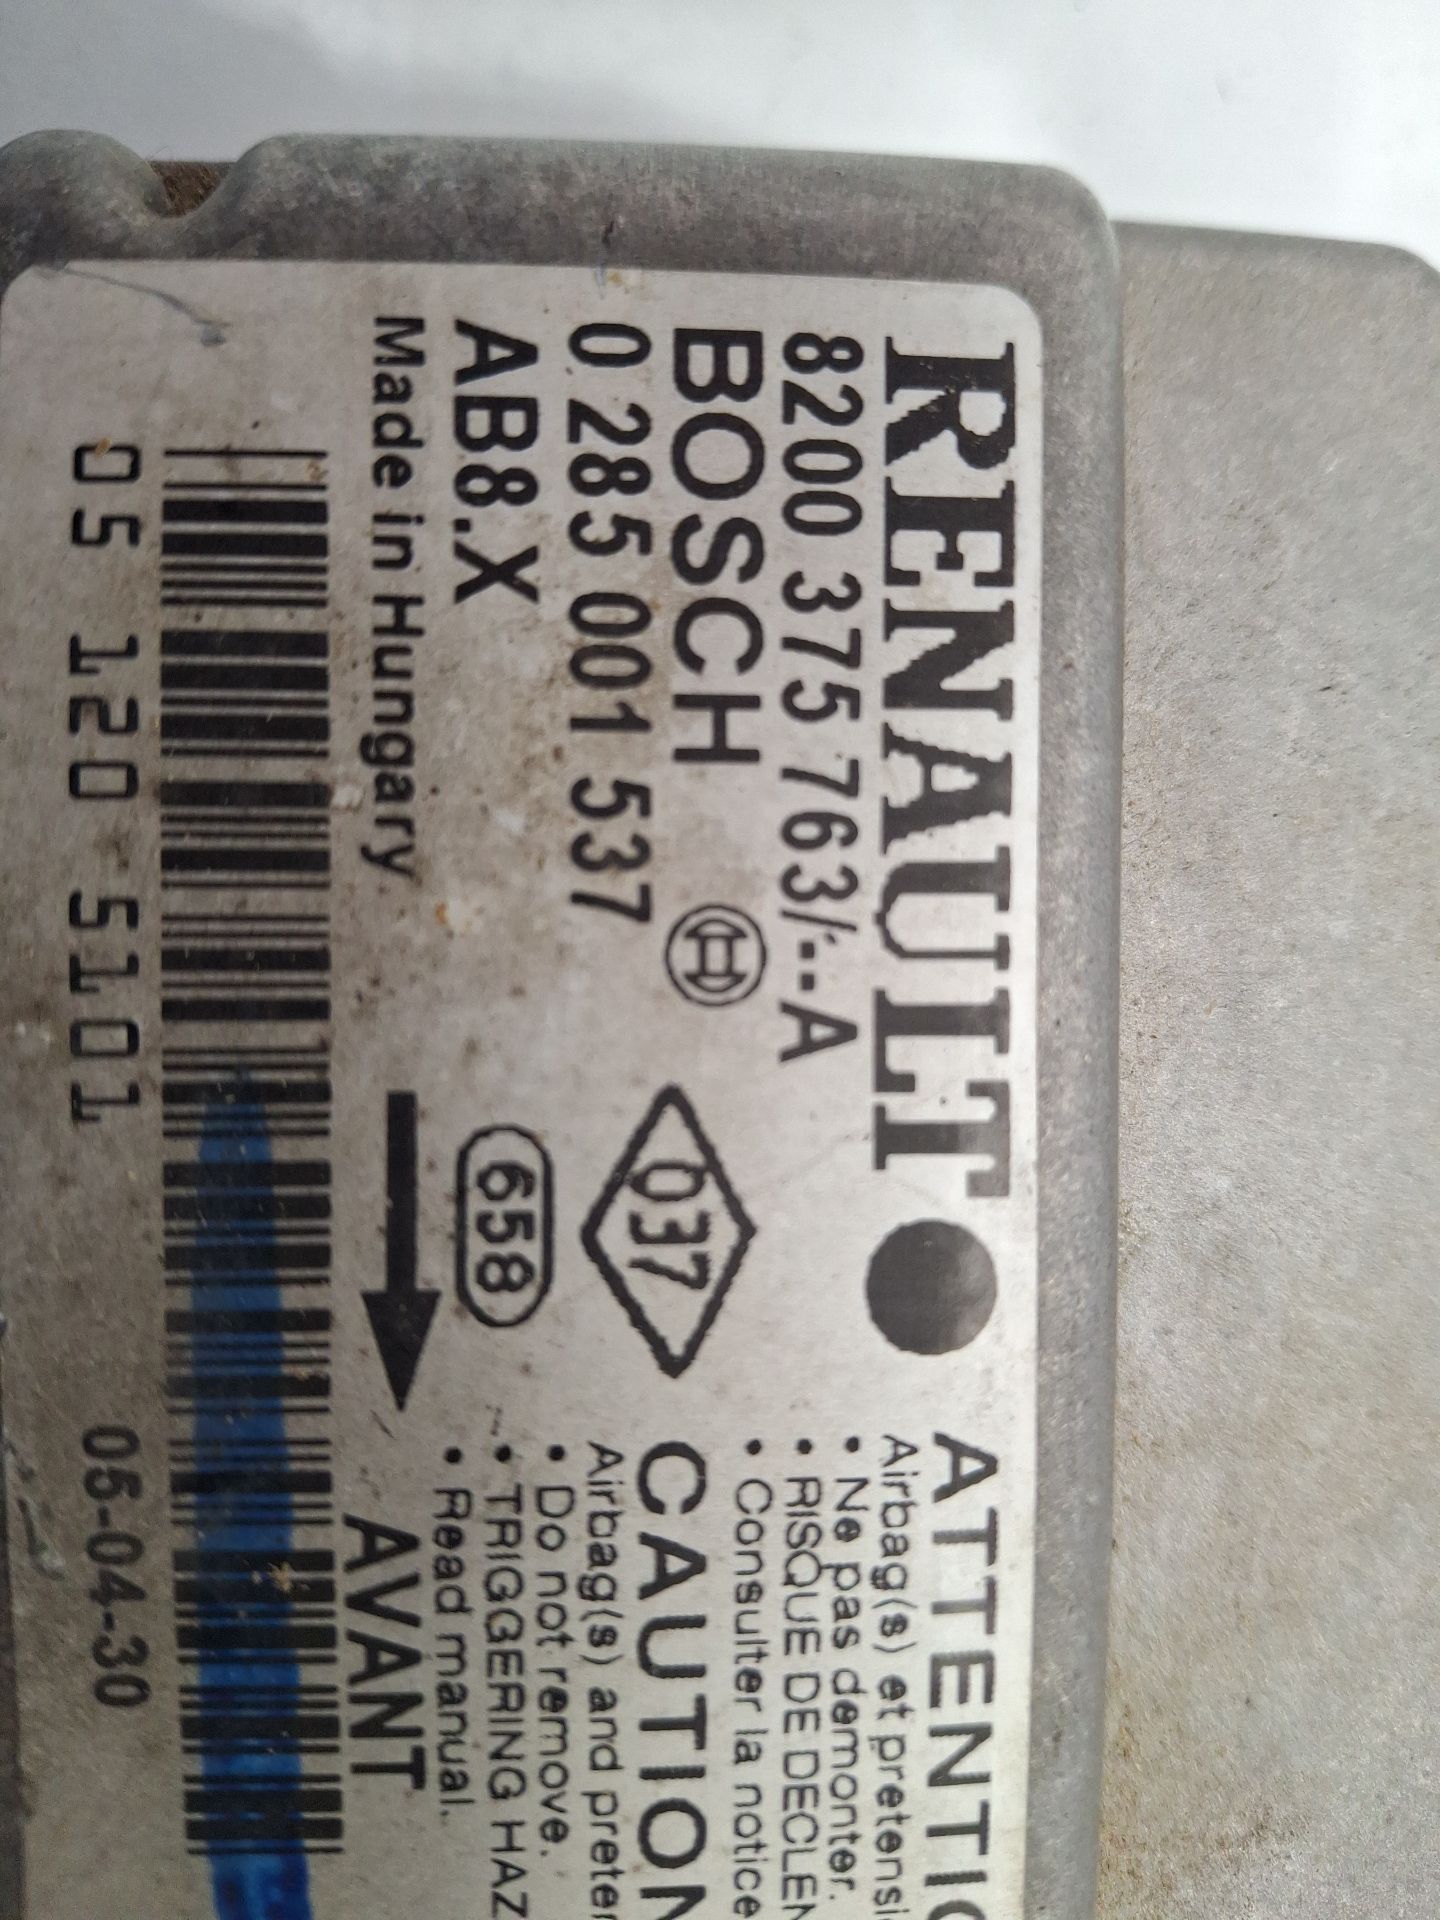 RENAULT
8200 375 763/--A
BOSCH
0 285 001 537
AB8.X
Made in Hungary
037
658
AVANT
05 120 5101
05-04-30
ATTENTIO
Airbag(s) et pretensi
• Ne pas demonter.
• RISQUE DE DECLEN
• Consulter la notice
CAUTION
Airbag(s) and preten
• Do not remove.
• TRIGGERING HAZ
• Read manual.